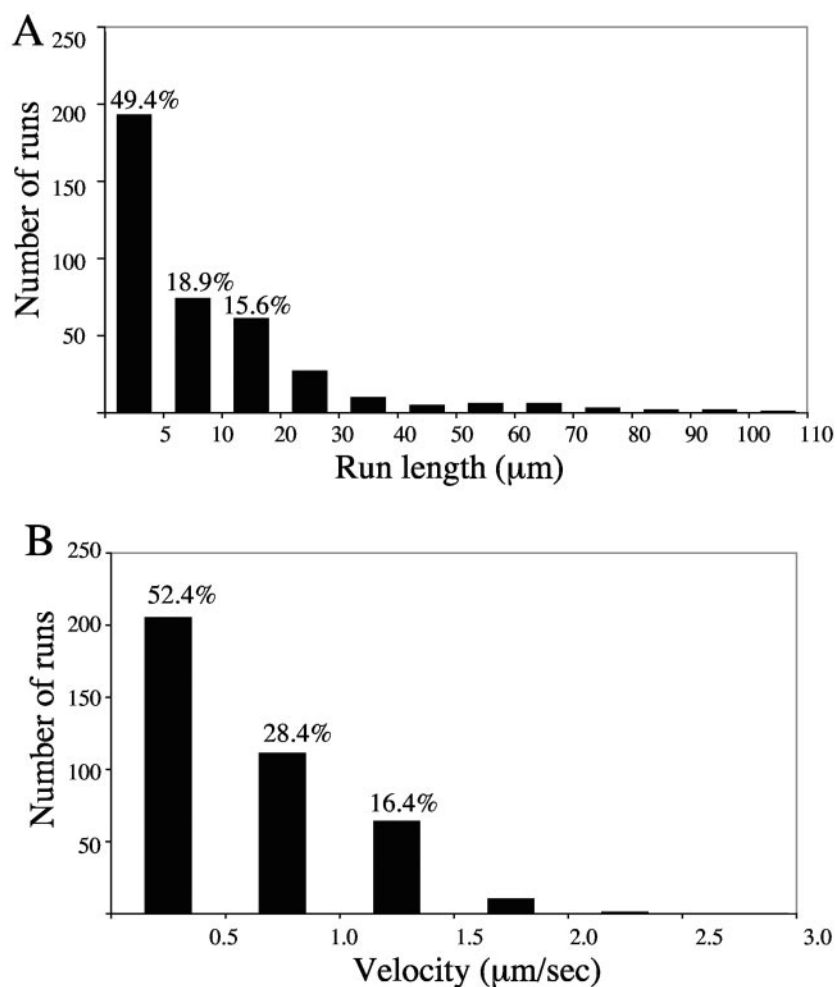 A
250
200
150
100
50
Number of runs
49.4%
18.9%
15.6%
5 10 20 30 40 50 60 70 80 90 100 110
Run length (μm)
B
250
200
150
100
50
Number of runs
52.4%
28.4%
16.4%
0.5 1.0 1.5 2.0 2.5 3.0
Velocity (μm/sec)